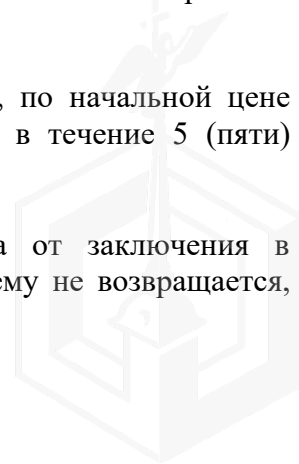 , по начальной цене
в течение 5 (пяти)
а от заключения в
ему не возвращается,